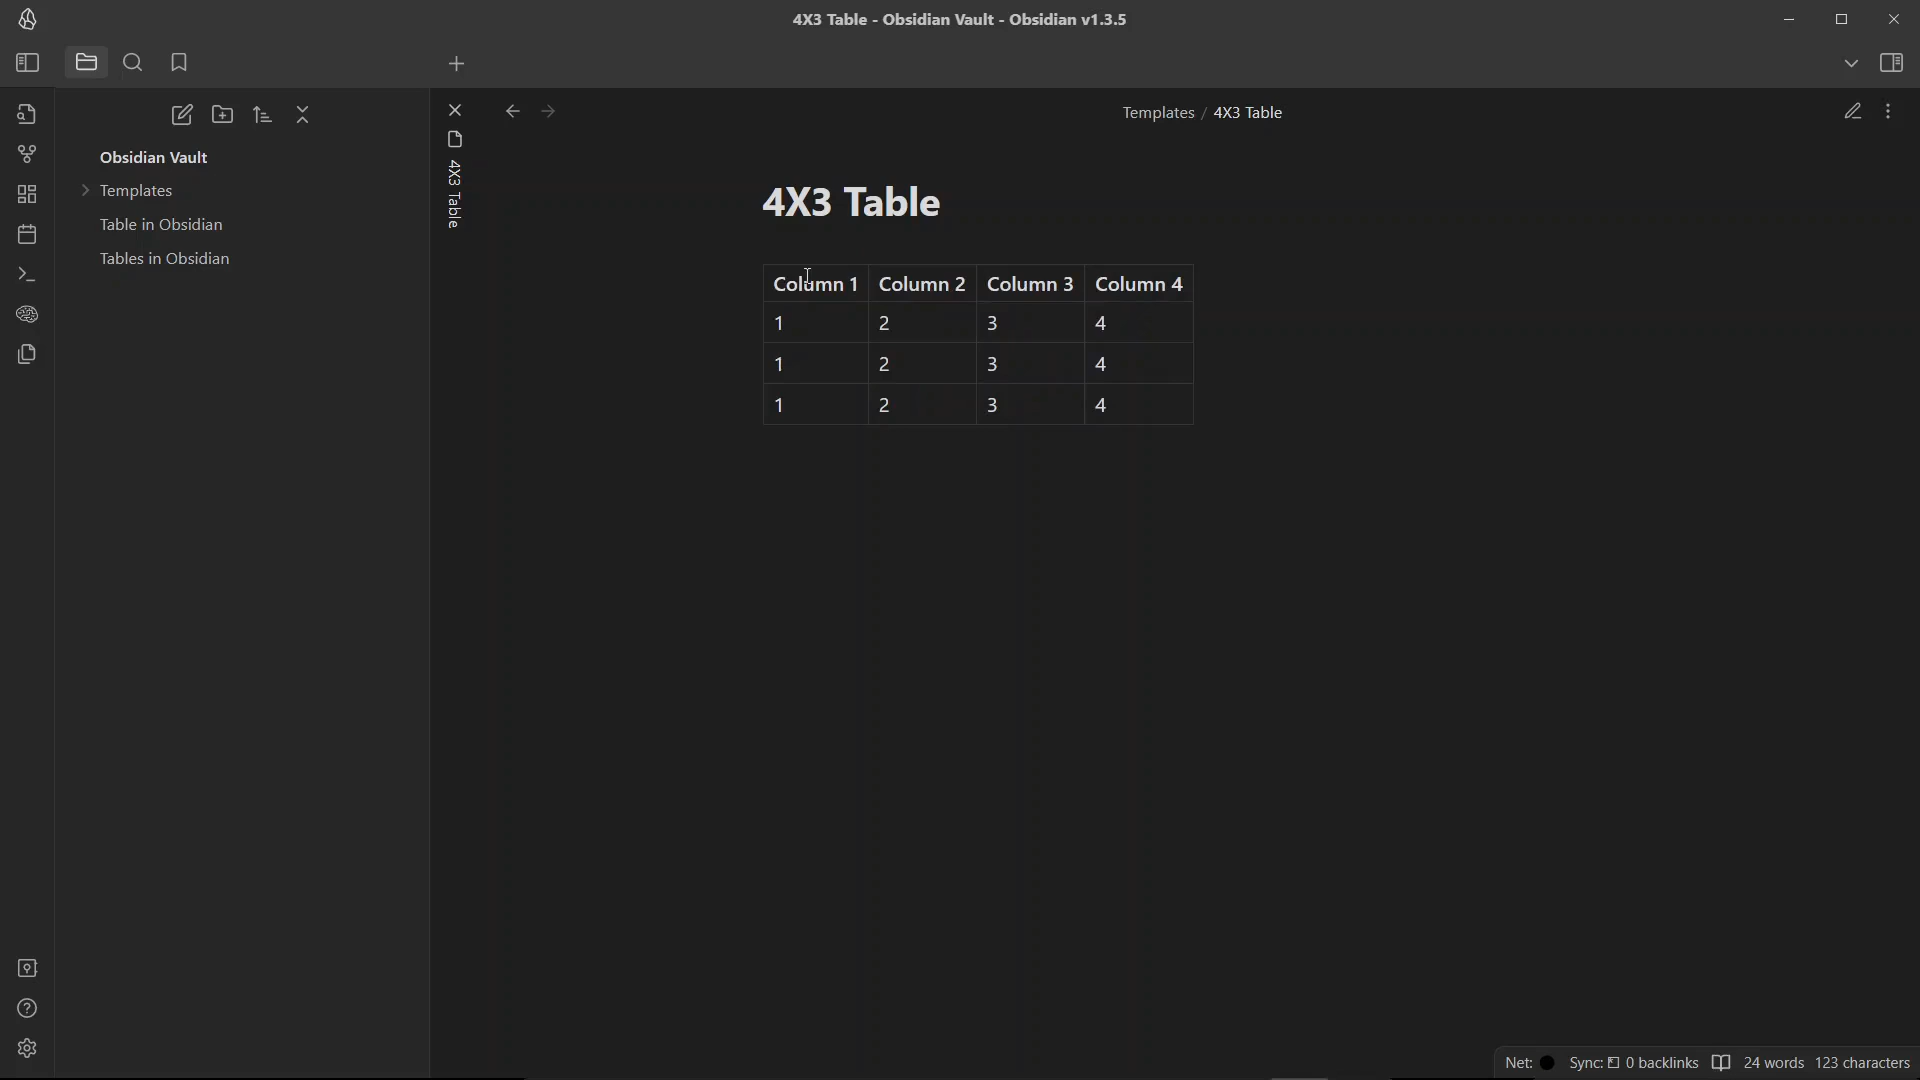 4X3 Table - Obsidian Vault - Obsidian v1.3.5
Obsidian Vault
Templates
Table in Obsidian
Tables in Obsidian
4X3 Table
Templates / 4X3 Table
4X3 Table
Column 1 Column 2 Column 3 Column 4
1 2 3 4
1 2 3 4
1 2 3 4
Net: Sync: 0 backlinks 24 words 123 characters